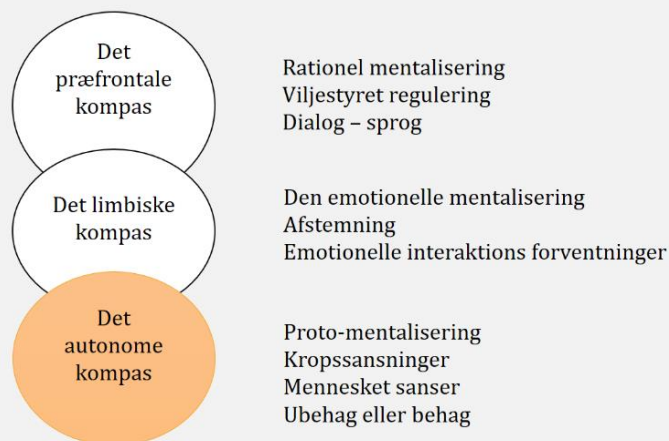 Det
præfrontale
kompas
Rationel mentalisering
Viljestyret regulering
Dialog – sprog
Det limbiske
kompas
Den emotionelle mentalisering
Afstemning
Emotionelle interaktions forventninger
Det
autonome
kompas
Proto-mentalisering
Kropssansninger
Mennesket sanser
Ubehag eller behag